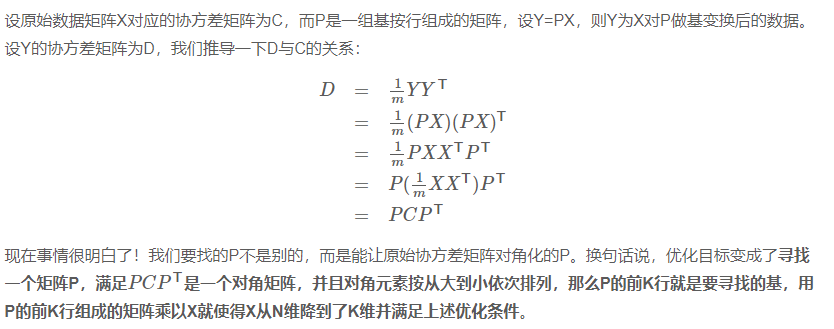 设原始数据矩阵X对应的协方差矩阵为C，而P是一组基按行组成的矩阵，设Y=PX，则Y为X对P做基变换后的数据。
设Y的协方差矩阵为D，我们推导一下D与C的关系：
D = \frac{1}{m}YY^T
= \frac{1}{m}(PX)(PX)^T
= \frac{1}{m}PXX^TP^T
= P(\frac{1}{m}XX^T)P^T
= PCP^T
现在事情很明白了！我们要找的P不是别的，而是能让原始协方差矩阵对角化的P。换句话说，优化目标变成了寻找
一个矩阵P，满足PCP^T是一个对角矩阵，并且对角元素按从大到小依次排列，那么P的前K行就是要寻找的基，用
P的前K行组成的矩阵乘以X就使得X从N维降到了K维并满足上述优化条件。